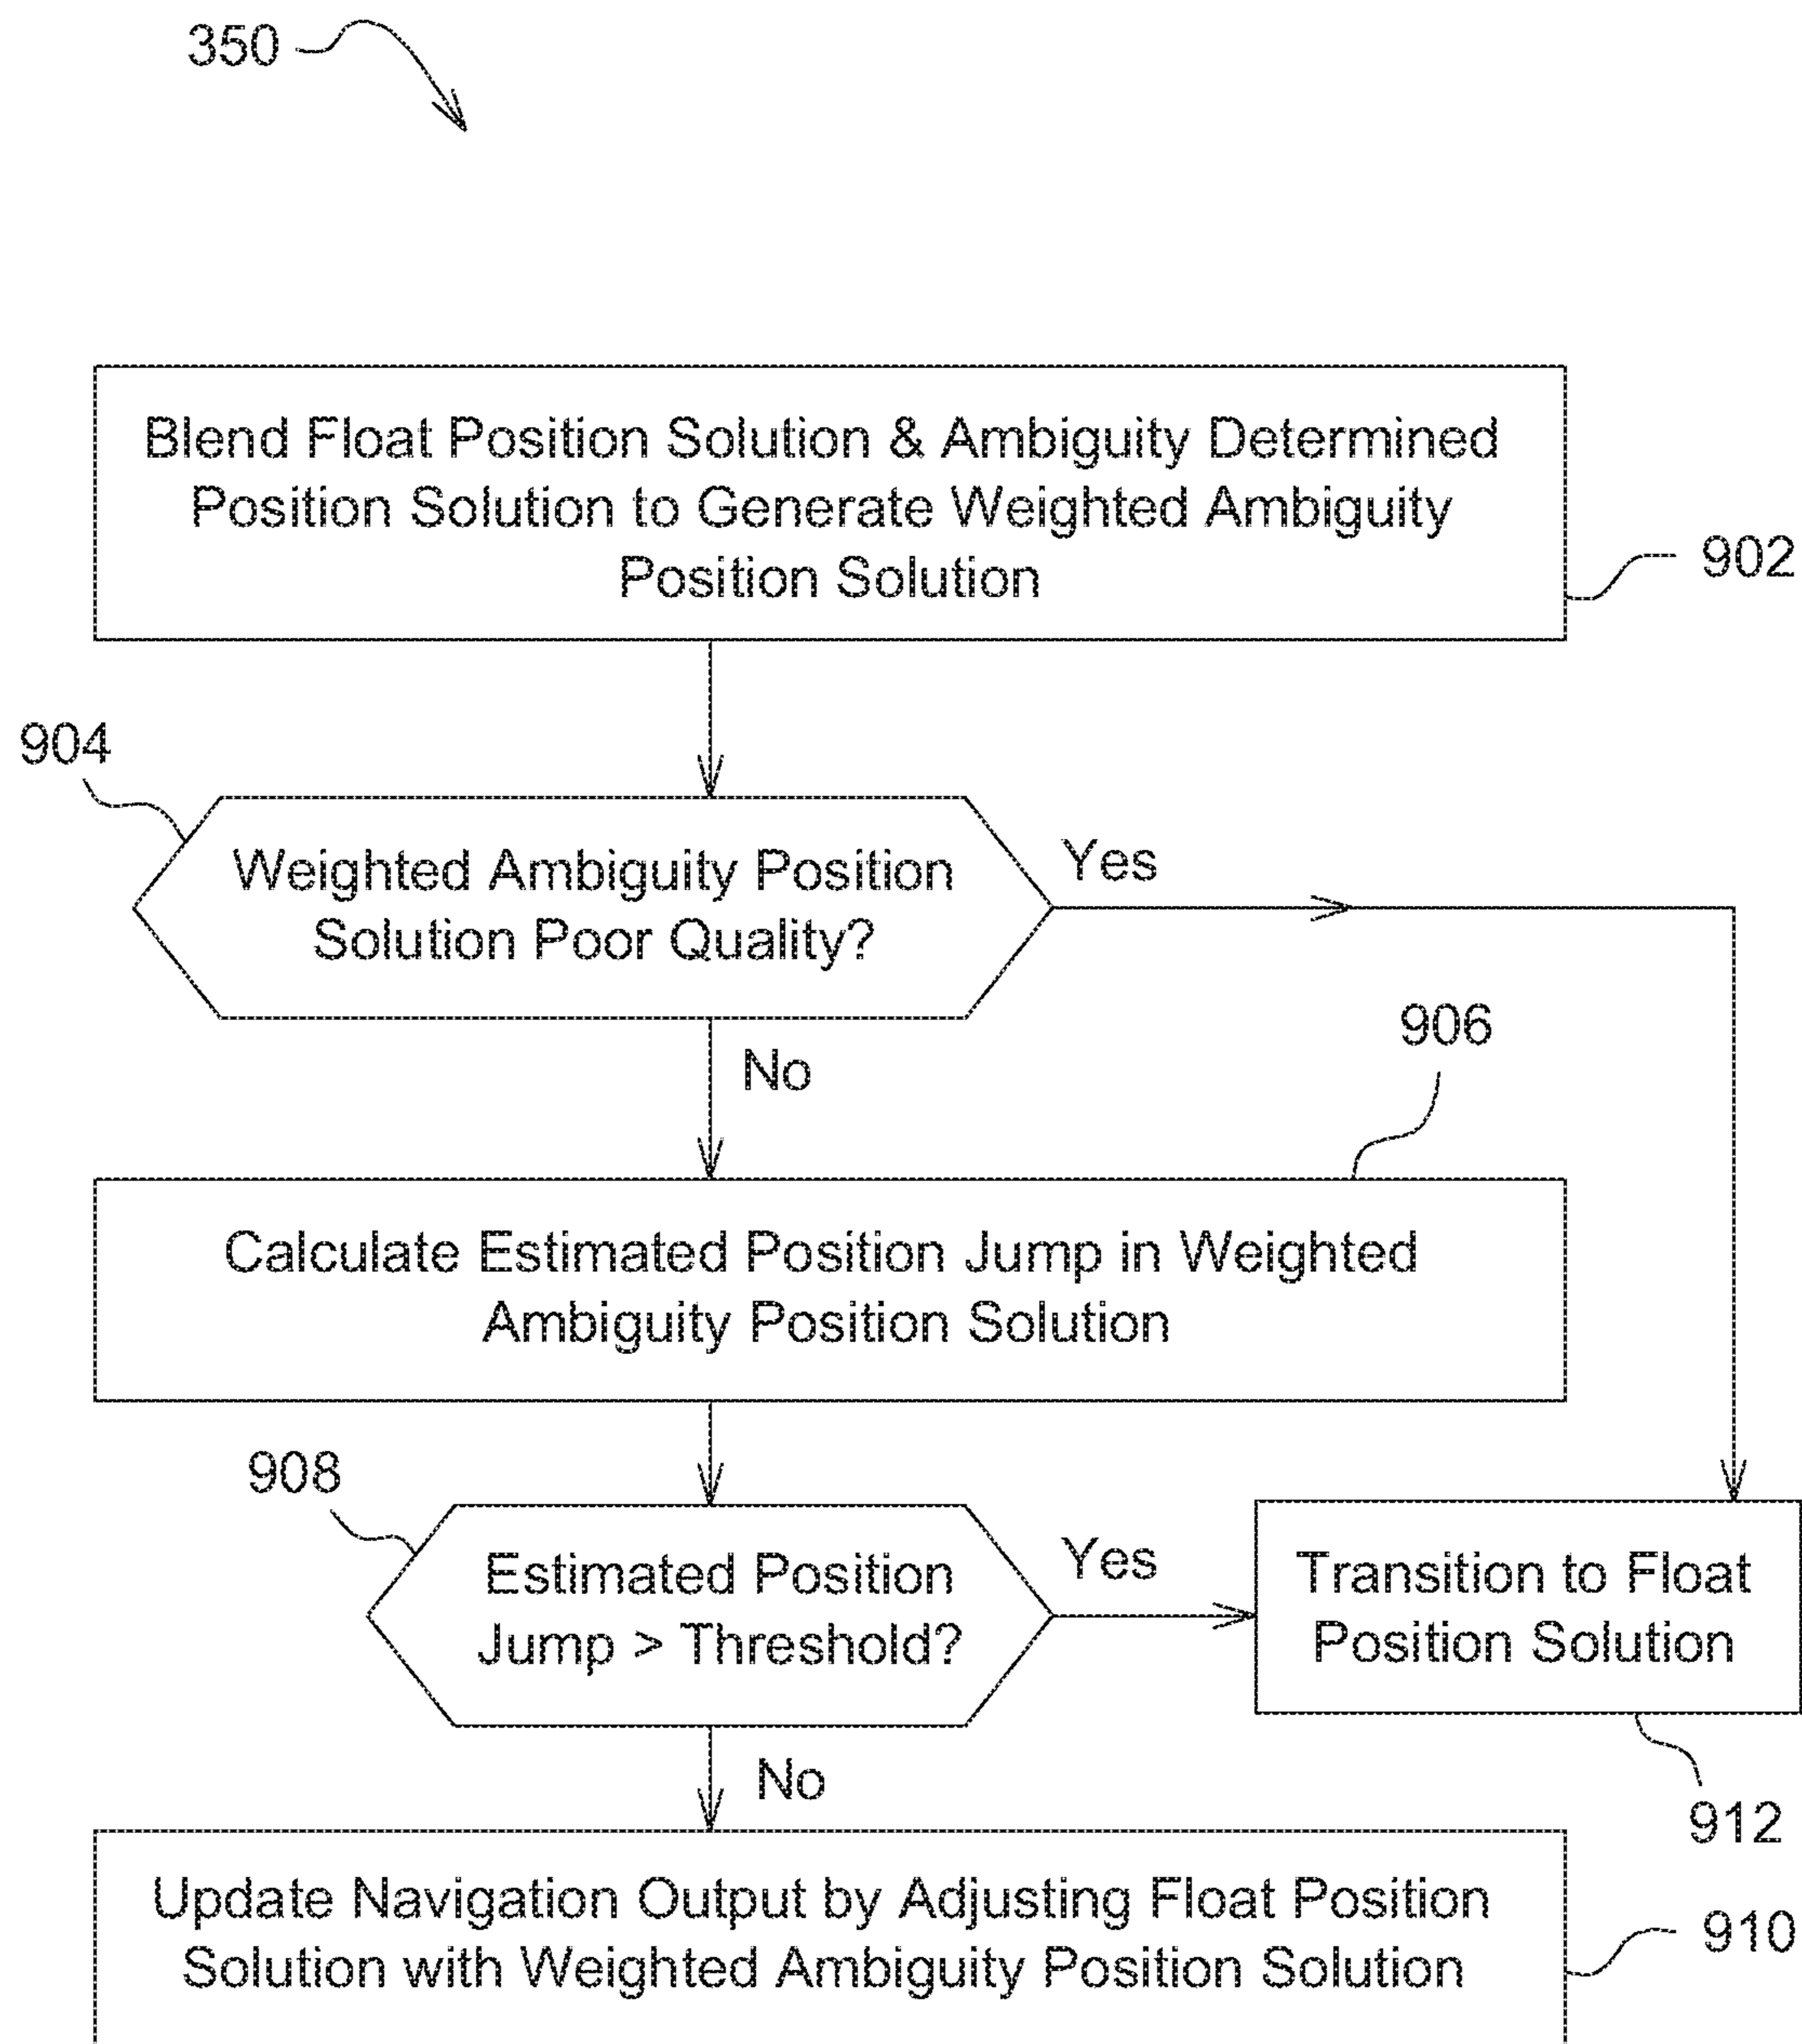 350
Blend Float Position Solution & Ambiguity Determined
Position Solution to Generate Weighted Ambiguity
Position Solution
902
904
Weighted Ambiguity Position
Solution Poor Quality?
Yes
No
906
Calculate Estimated Position Jump in Weighted
Ambiguity Position Solution
908
Estimated Position
Jump > Threshold?
Yes
Transition to Float
Position Solution
No
912
Update Navigation Output by Adjusting Float Position
Solution with Weighted Ambiguity Position Solution
910